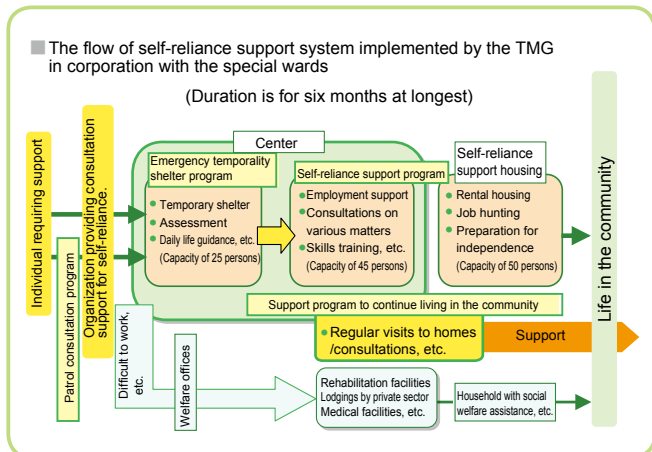 The flow of self-reliance support system implemented by the TMG
in corporation with the special wards
(Duration is for six months at longest)
Individual requiring support
Patrol consultation program
Organization providing consultation
support for self-reliance.
Center
Emergency temporality
shelter program
• Temporary shelter
• Assessment
• Daily life guidance, etc.
(Capacity of 25 persons)
Self-reliance support program
• Employment support
• Consultations on
various matters
• Skills training, etc.
(Capacity of 45 persons)
Self-reliance
support housing
• Rental housing
• Job hunting
• Preparation for
independence
(Capacity of 50 persons)
Life in the community
Support program to continue living in the community
• Regular visits to homes
/consultations, etc.
Support
Difficult to work,
etc.
Welfare offices
Rehabilitation facilities
Lodgings by private sector
Medical facilities, etc.
Household with social
welfare assistance, etc.